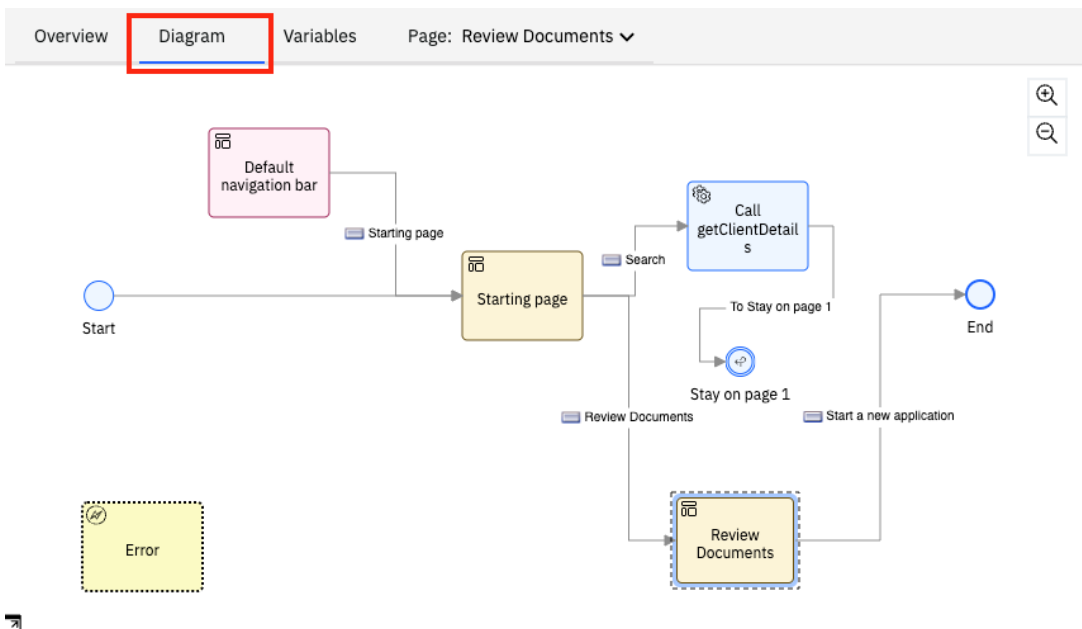 Overview
Diagram
Variables
Page: Review Documents
Default
navigation bar
Starting page
Call
getClientDetail
s
Search
Starting page
To Stay on page 1
Start
End
Stay on page 1
Review Documents
Start a new application
Error
Review
Documents